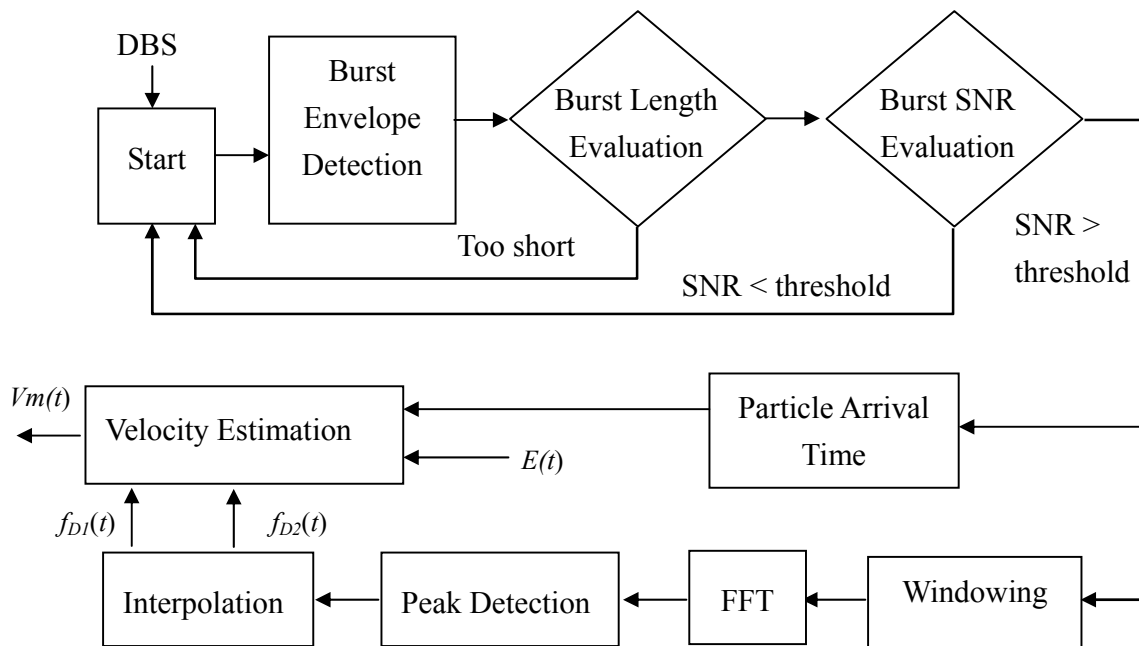 DBS
Start
Burst
Envelope
Detection
Burst Length
Evaluation
Burst SNR
Evaluation
Too short
SNR < threshold
SNR >
threshold
Vm(t)
Velocity Estimation
E(t)
Particle Arrival
Time
fD1(t)
fD2(t)
Interpolation
Peak Detection
FFT
Windowing